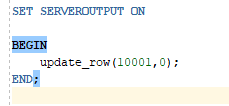 SET SERVEROUTPUT ON
BEGIN
update_row(10001,0);
END;